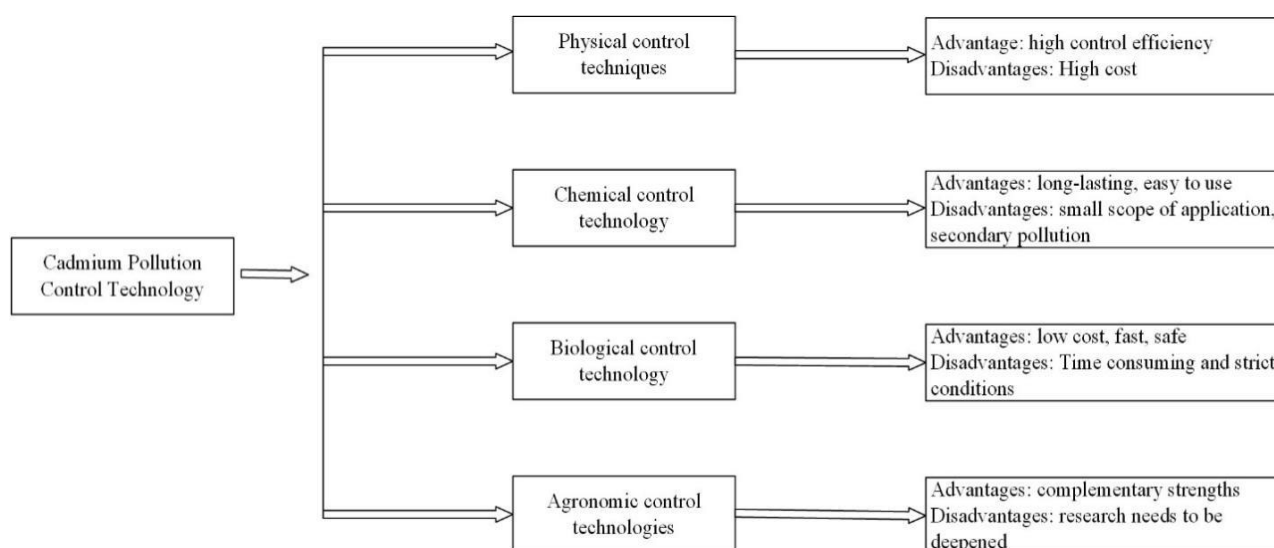 Cadmium Pollution
Control Technology
Physical control
techniques
Advantage: high control efficiency
Disadvantages: High cost
Chemical control
technology
Advantages: long-lasting, easy to use
Disadvantages: small scope of application,
secondary pollution
Biological control
technology
Advantages: low cost, fast, safe
Disadvantages: Time consuming and strict
conditions
Agronomic control
technologies
Advantages: complementary strengths
Disadvantages: research needs to be
deepened